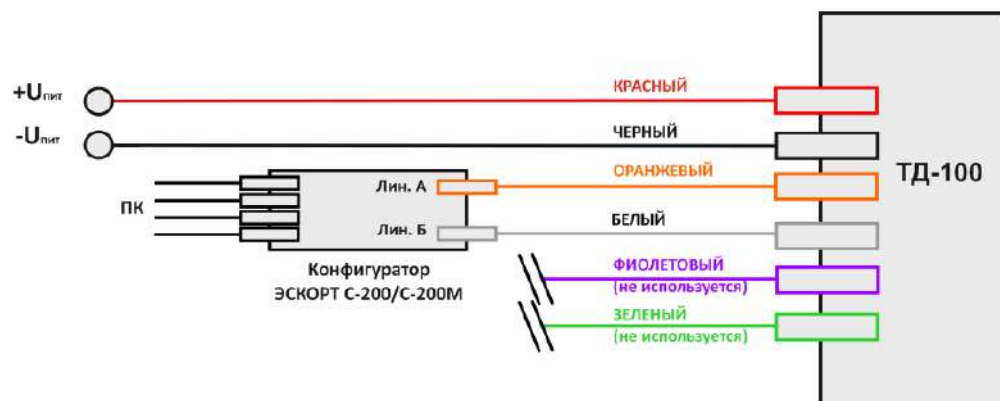 +Uпит
КРАСНЫЙ
-Uпит
ЧЕРНЫЙ
ОРАНЖЕВЫЙ
ТД-100
Лин. А
ПК
БЕЛЫЙ
Лин. Б
Конфигуратор
ЭСКОРТ С-200/С-200М
ФИОЛЕТОВЫЙ
(не используется)
ЗЕЛЕНЫЙ
(не используется)